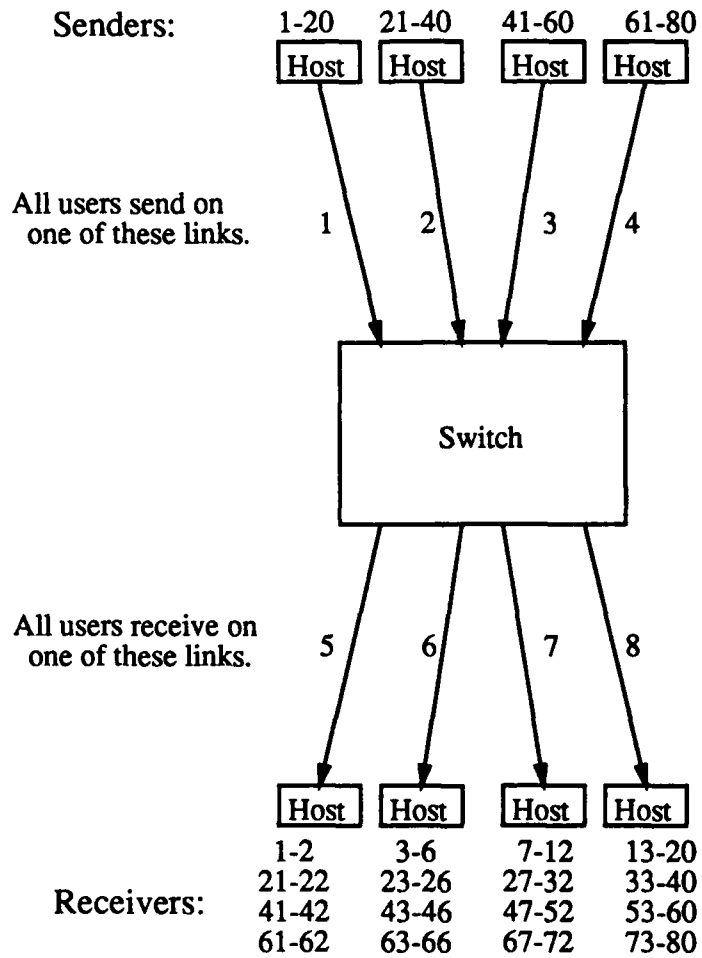 Senders: 1-20 21-40 41-60 61-80
Host Host Host Host
All users send on
one of these links.
1 2 3 4
Switch
All users receive on
one of these links.
5 6 7 8
Host Host Host Host
1-2 3-6 7-12 13-20
21-22 23-26 27-32 33-40
Receivers: 41-42 43-46 47-52 53-60
61-62 63-66 67-72 73-80